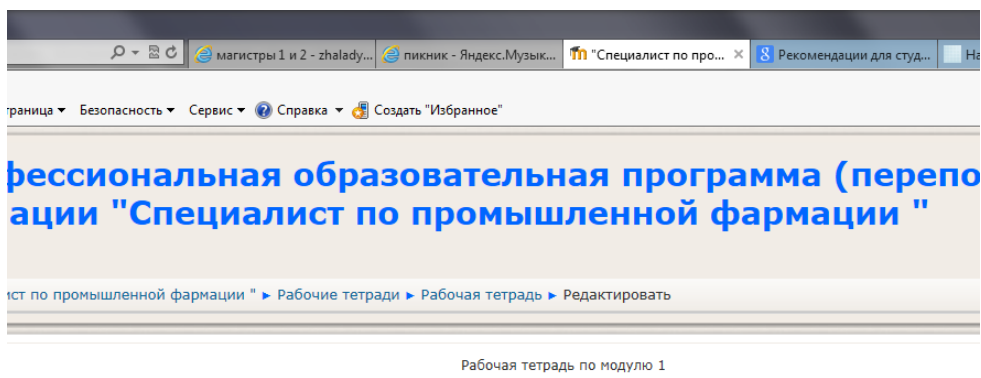 магистры 1 и 2 - zhalady... пикник - Яндекс.Музык... "Специалист по про... Рекомендации для студ... На
траница Безопасность Сервис Справка Создать "Избранное"
фессиональная образовательная программа (перепо
ации "Специалист по промышленной фармации "
ист по промышленной фармации " ► Рабочие тетради ► Рабочая тетрадь ► Редактировать
Рабочая тетрадь по модулю 1